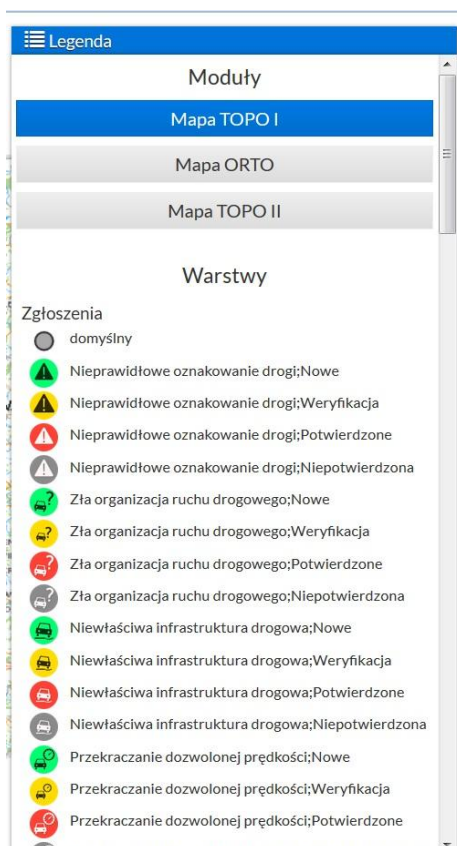 Legenda
Moduły
Mapa TOPO I
Mapa ORTO
Mapa TOPO II
Warstwy
Zgłoszenia
domyślny
Nieprawidłowe oznakowanie drogi;Nowe
Nieprawidłowe oznakowanie drogi;Weryfikacja
Nieprawidłowe oznakowanie drogi;Potwierdzone
Nieprawidłowe oznakowanie drogi;Niepotwierdzona
Zła organizacja ruchu drogowego;Nowe
Zła organizacja ruchu drogowego;Weryfikacja
Zła organizacja ruchu drogowego;Potwierdzone
Zła organizacja ruchu drogowego;Niepotwierdzona
Niewłaściwa infrastruktura drogowa;Nowe
Niewłaściwa infrastruktura drogowa;Weryfikacja
Niewłaściwa infrastruktura drogowa;Potwierdzone
Niewłaściwa infrastruktura drogowa;Niepotwierdzona
Przekraczanie dozwolonej prędkości;Nowe
Przekraczanie dozwolonej prędkości;Weryfikacja
Przekraczanie dozwolonej prędkości;Potwierdzone